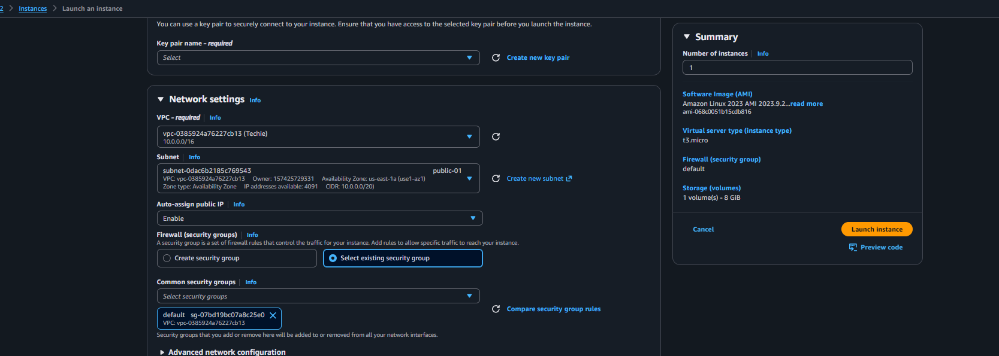 2 > Instances > Launch an instance
You can use a key pair to securely connect to your instance. Ensure that you have access to the selected key pair before you launch the instance.
Key pair name - required
Select
Create new key pair
Network settings Info
VPC - required Info
vpc-0385924a76227cb13 (Techie)
10.0.0.0/16
Subnet Info
subnet-0dac6b2185c769543 public-01
VPC: vpc-0385924a76227cb13 Owner: 157425729331 Availability Zone: us-east-1a (use1-az1)
Zone type: Availability Zone IP addresses available: 4091 CIDR: 10.0.0.0/20)
Create new subnet
Auto-assign public IP Info
Enable
Firewall (security groups) Info
A security group is a set of firewall rules that control the traffic for your instance. Add rules to allow specific traffic to reach your instance.
Create security group
Select existing security group
Common security groups Info
Select security groups
default sg-07bd19bc07a8c25e0
VPC: vpc-0385924a76227cb13
Compare security group rules
Security groups that you add or remove here will be added to or removed from all your network interfaces.
Advanced network configuration
Summary
Number of instances Info
1
Software Image (AMI)
Amazon Linux 2023 AMI 2023.9.2...read more
ami-068c0051b15cdb816
Virtual server type (instance type)
t3.micro
Firewall (security group)
default
Storage (volumes)
1 volume(s) - 8 GiB
Cancel
Launch instance
Preview code